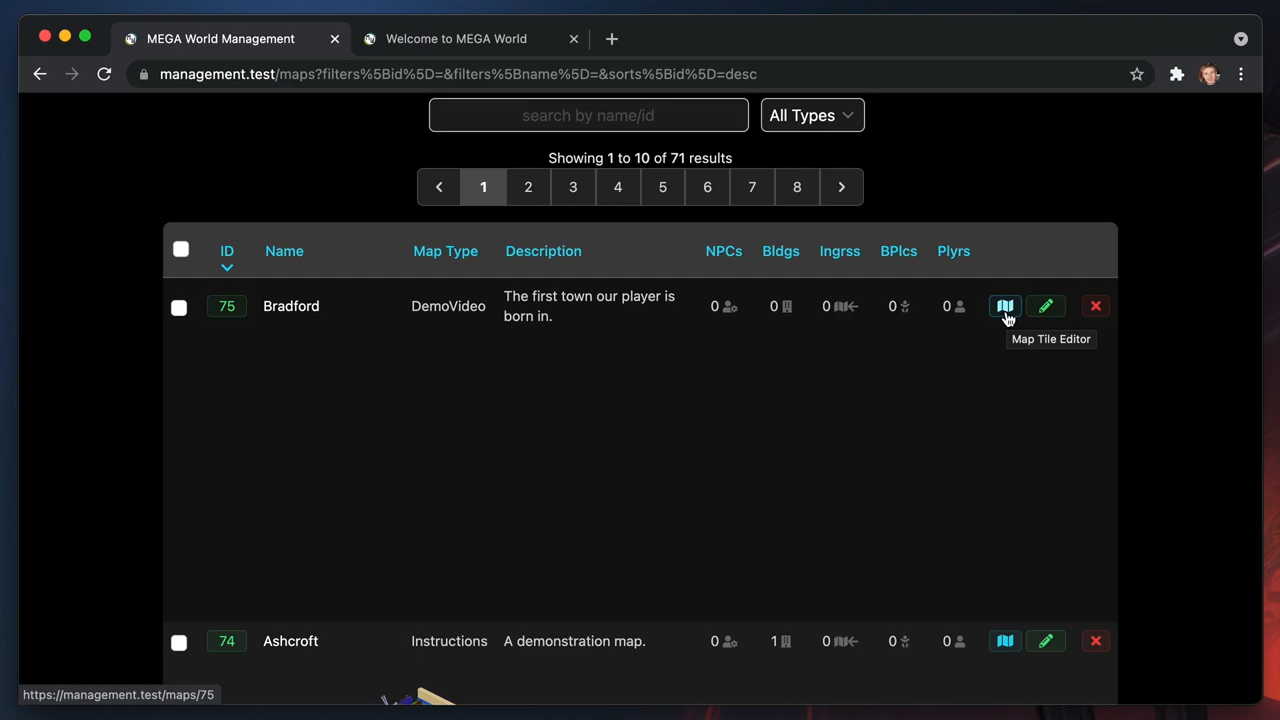 MEGA World Management
Welcome to MEGA World
management.test/maps?filters%5Bid%5D=&filters%5Bname%5D=&sorts%5Bid%5D=desc
search by name/id
All Types
Showing 1 to 10 of 71 results
1 2 3 4 5 6 7 8
ID Name Map Type Description NPCs Bldgs Ingrss BPlcs Plyrs
75 Bradford DemoVideo The first town our player is 0 0 0 0 0
born in.
Map Tile Editor
74 Ashcroft Instructions A demonstration map. 0 1 0 0 0
https://management.test/maps/75